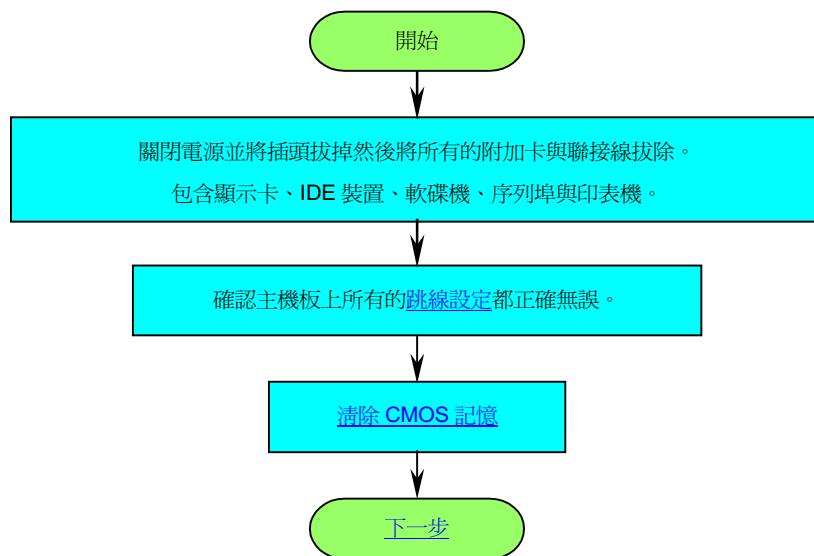 開始
關閉電源並將插頭拔掉然後將所有的附加卡與聯接線拔除。
包含顯示卡、IDE 裝置、軟碟機、序列埠與印表機。
確認主機板上所有的跳線設定都正確無誤。
清除 CMOS 記憶
下一步